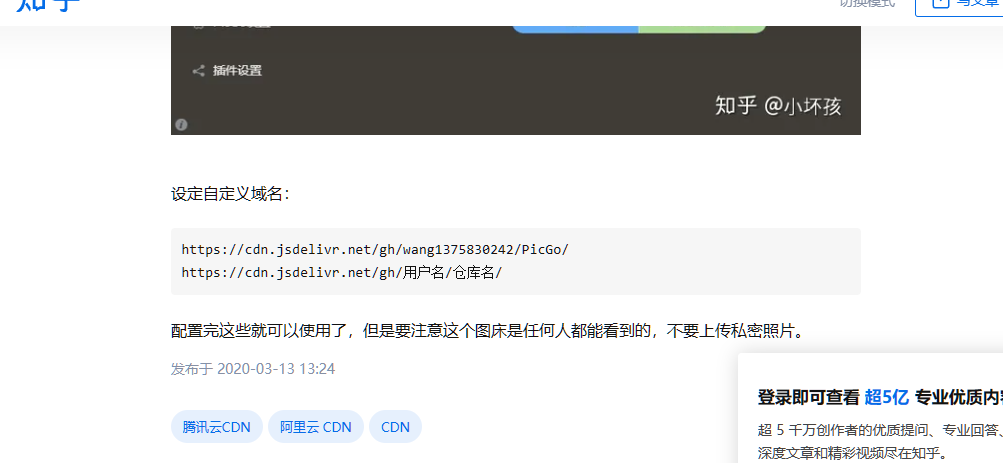 知乎
切换模式
写文章
插件设置
知乎 @小坏孩
设定自定义域名：
https://cdn.jsdelivr.net/gh/wang1375830242/PicGo/
https://cdn.jsdelivr.net/gh/用户名/仓库名/
配置完这些就可以使用了，但是要注意这个图床是任何人都能看到的，不要上传私密照片。
发布于 2020-03-13 13:24
腾讯云CDN
阿里云 CDN
CDN
登录即可查看 超5亿 专业优质内容
超 5 千万创作者的优质提问、专业回答、
深度文章和精彩视频尽在知乎。